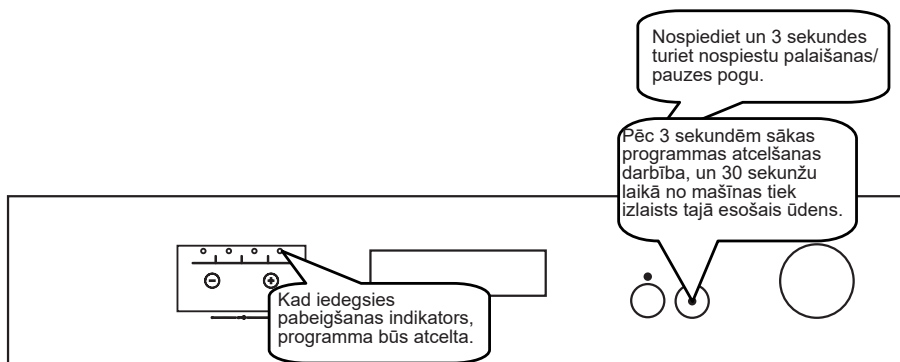 Nospiediet un 3 sekundes
turiet nospiestu palaišanas/
pauzes pogu.
Pēc 3 sekundēm sākas
programmas atcelšanas
darbība, un 30 sekunžu
laikā no mašīnas tiek
izlaists tajā esošais ūdens.
Kad iedegsies
pabeigšanas indikators,
programma būs atcelta.